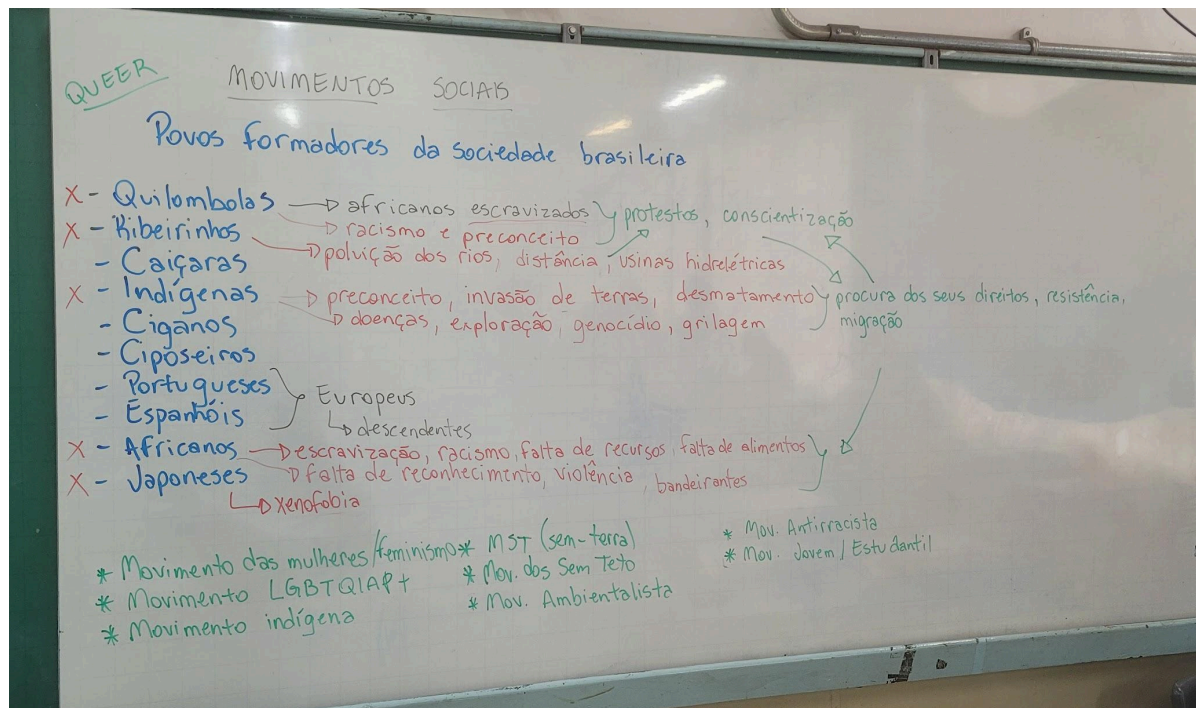 QUEER
MOVIMENTOS SOCIAIS
Povos formadores da sociedade brasileira
X - Quilombolas → africanos escravizados } protestos, conscientização
→ racismo e preconceito
X - Ribeirinhos → poluição dos rios, distância, usinas hidrelétricas
- Caiçaras
X - Indígenas → preconceito, invasão de terras, desmatamento } procura dos seus direitos, resistência,
→ doenças, exploração, genocídio, grilagem
migração
- Ciganos
- Cipóseiros
- Portugueses
- Espanhóis
} Europeus
↳ descendentes
X - Africanos → escravização, racismo, falta de recursos, falta de alimentos
→ falta de reconhecimento, violência, bandeirantes
X - Japoneses
↳ xenofobia
* Movimento das mulheres/feminismo
* Movimento LGBTQIAP+
* Movimento indígena
* MST (sem-terra)
* Mov. dos Sem Teto
* Mov. Ambientalista
* Mov. Antirracista
* Mov. Jovem / Estudantil